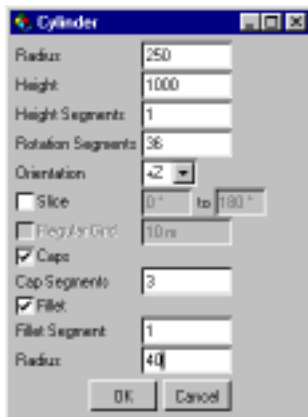 Cylinder
Radius 250
Height 1000
Height Segments 1
Rotation Segments 36
Orientation +Z
Slice 0° to 180°
Regular Grid 10 m
Caps
Cap Segments 3
Fillet
Fillet Segment 1
Radius 40
OK Cancel